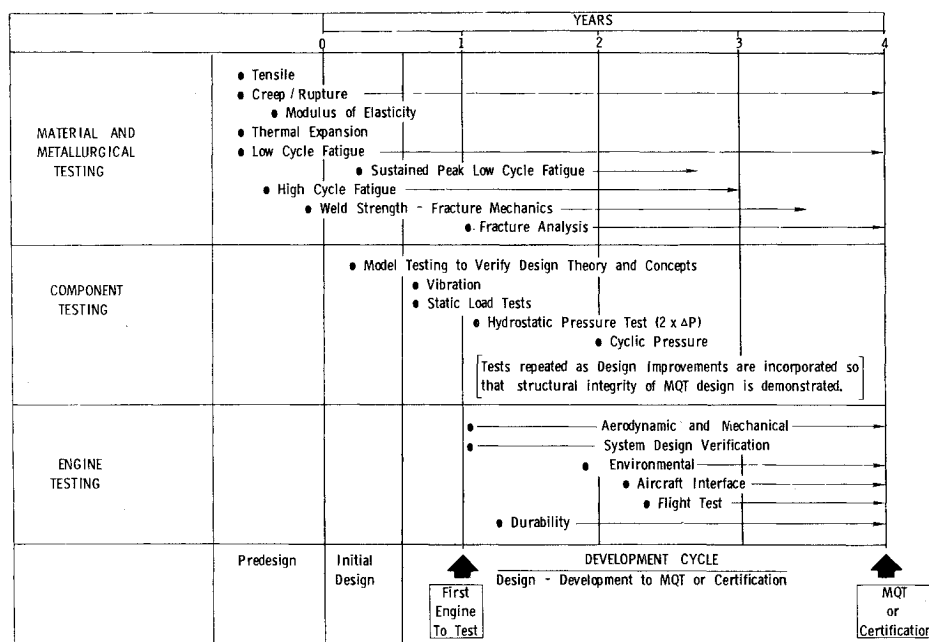 YEARS
0 1 2 3 4
MATERIAL AND
METALLURGICAL
TESTING
• Tensile
• Creep / Rupture
• Modulus of Elasticity
• Thermal Expansion
• Low Cycle Fatigue
• Sustained Peak Low Cycle Fatigue
• High Cycle Fatigue
• Weld Strength - Fracture Mechanics
• Fracture Analysis
COMPONENT
TESTING
• Model Testing to Verify Design Theory and Concepts
• Vibration
• Static Load Tests
• Hydrostatic Pressure Test (2 x ΔP)
• Cyclic Pressure
[Tests repeated as Design Improvements are incorporated so
that structural integrity of MQT design is demonstrated.]
ENGINE
TESTING
• Aerodynamic and Mechanical
• System Design Verification
• Environmental
• Aircraft Interface
• Flight Test
• Durability
Predesign
Initial
Design
DEVELOPMENT CYCLE
Design - Development to MQT or Certification
First
Engine
To Test
MQT
or
Certification